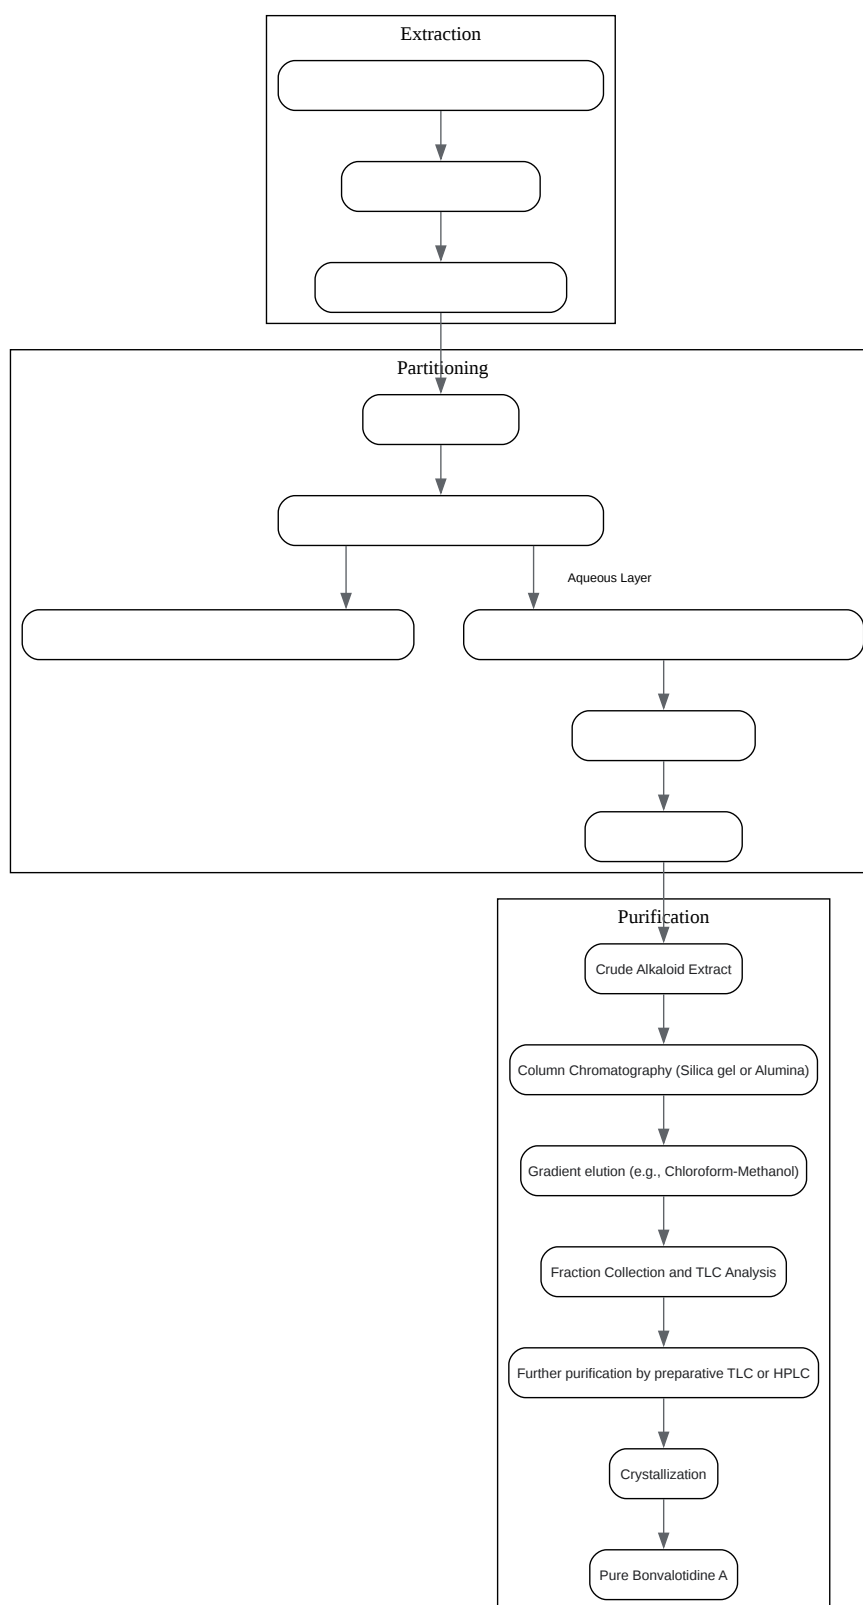 Extraction
Partitioning
Aqueous Layer
Purification
Crude Alkaloid Extract
Column Chromatography (Silica gel or Alumina)
Gradient elution (e.g., Chloroform-Methanol)
Fraction Collection and TLC Analysis
Further purification by preparative TLC or HPLC
Crystallization
Pure Bonvalotidine A